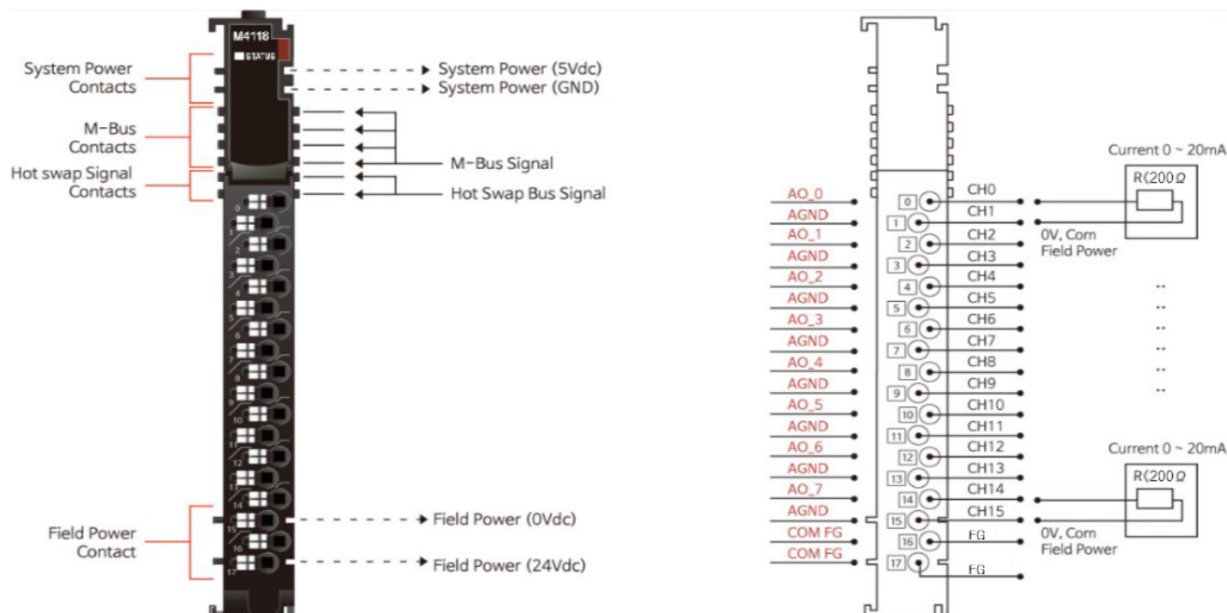 M4118
STATUS
System Power
Contacts
System Power (5Vdc)
System Power (GND)
M-Bus
Contacts
M-Bus Signal
Hot swap Signal
Contacts
Hot Swap Bus Signal
0
1
2
3
4
5
6
7
8
9
10
11
12
13
14
15
16
17
Field Power
Contact
Field Power (0Vdc)
Field Power (24Vdc)
AO_0
AGND
AO_1
AGND
AO_2
AGND
AO_3
AGND
AO_4
AGND
AO_5
AGND
AO_6
AGND
AO_7
AGND
COM FG
COM FG
0
1
2
3
4
5
6
7
8
9
10
11
12
13
14
15
16
17
CH0
CH1
CH2
CH3
CH4
CH5
CH6
CH7
CH8
CH9
CH10
CH11
CH12
CH13
CH14
CH15
FG
FG
Current 0 ~ 20mA
R《200Ω
0V, Com
Field Power
Current 0 ~ 20mA
R《200Ω
0V, Com
Field Power